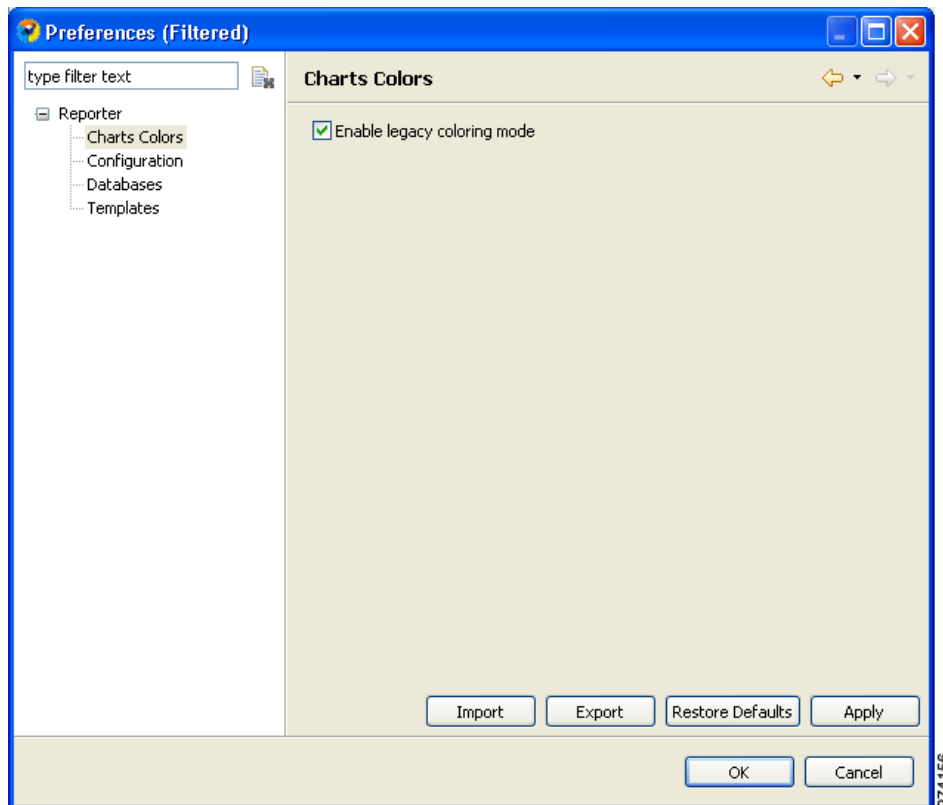 Preferences (Filtered)
type filter text
Charts Colors
Reporter
Charts Colors
Configuration
Databases
Templates
Enable legacy coloring mode
Import
Export
Restore Defaults
Apply
OK
Cancel